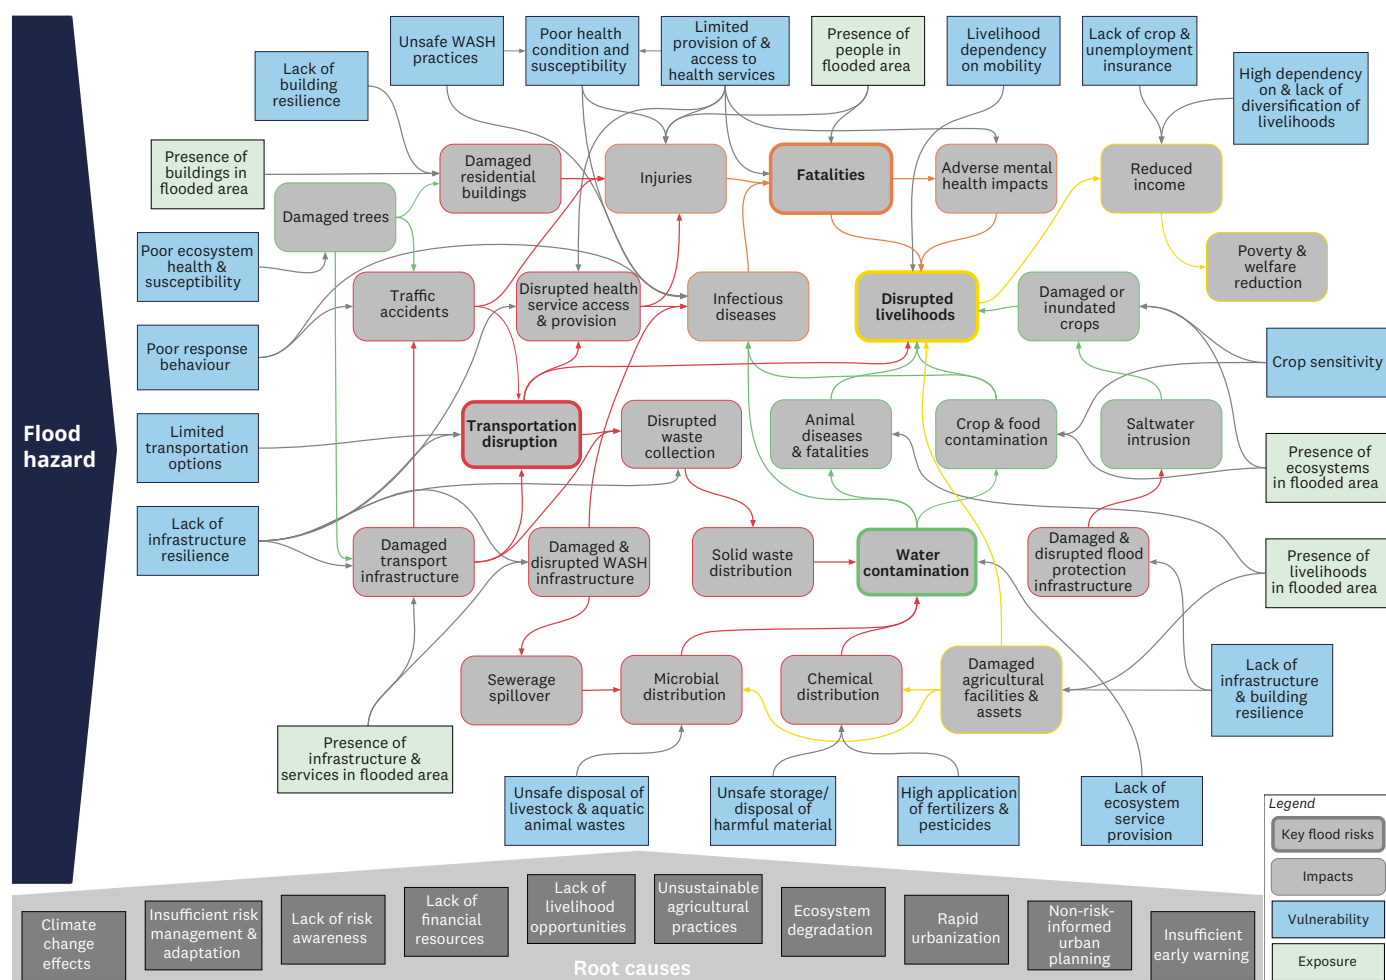 Unsafe WASH
practices
Poor health
condition and
susceptibility
Limited
provision of &
access to
health services
Presence of
people in
flooded area
Livelihood
dependency
on mobility
Lack of crop &
unemployment
insurance
High dependency
on & lack of
diversification of
livelihoods
Lack of
building
resilience
Presence of
buildings in
flooded area
Damaged
residential
buildings
Injuries
Fatalities
Adverse mental
health impacts
Reduced
income
Damaged trees
Poor ecosystem
health &
susceptibility
Poverty &
welfare
reduction
Traffic
accidents
Disrupted health
service access
& provision
Infectious
diseases
Disrupted
livelihoods
Damaged or
inundated
crops
Poor response
behaviour
Crop sensitivity
Flood
hazard
Limited
transportation
options
Transportation
disruption
Disrupted
waste
collection
Animal
diseases
& fatalities
Crop & food
contamination
Saltwater
intrusion
Presence of
ecosystems
in flooded area
Lack of
infrastructure
resilience
Damaged
transport
infrastructure
Damaged &
disrupted WASH
infrastructure
Solid waste
distribution
Water
contamination
Damaged &
disrupted flood
protection
infrastructure
Presence of
livelihoods
in flooded area
Sewerage
spillover
Microbial
distribution
Chemical
distribution
Damaged
agricultural
facilities &
assets
Lack of
infrastructure
& building
resilience
Presence of
infrastructure &
services in flooded area
Unsafe disposal of
livestock & aquatic
animal wastes
Unsafe storage/
disposal of
harmful material
High application
of fertilizers &
pesticides
Lack of
ecosystem
service
provision
Legend
Key flood risks
Impacts
Vulnerability
Exposure
Climate
change
effects
Insufficient risk
management &
adaptation
Lack of risk
awareness
Lack of
financial
resources
Lack of
livelihood
opportunities
Unsustainable
agricultural
practices
Ecosystem
degradation
Rapid
urbanization
Non-risk-
informed
urban
planning
Insufficient
early warning
Root causes